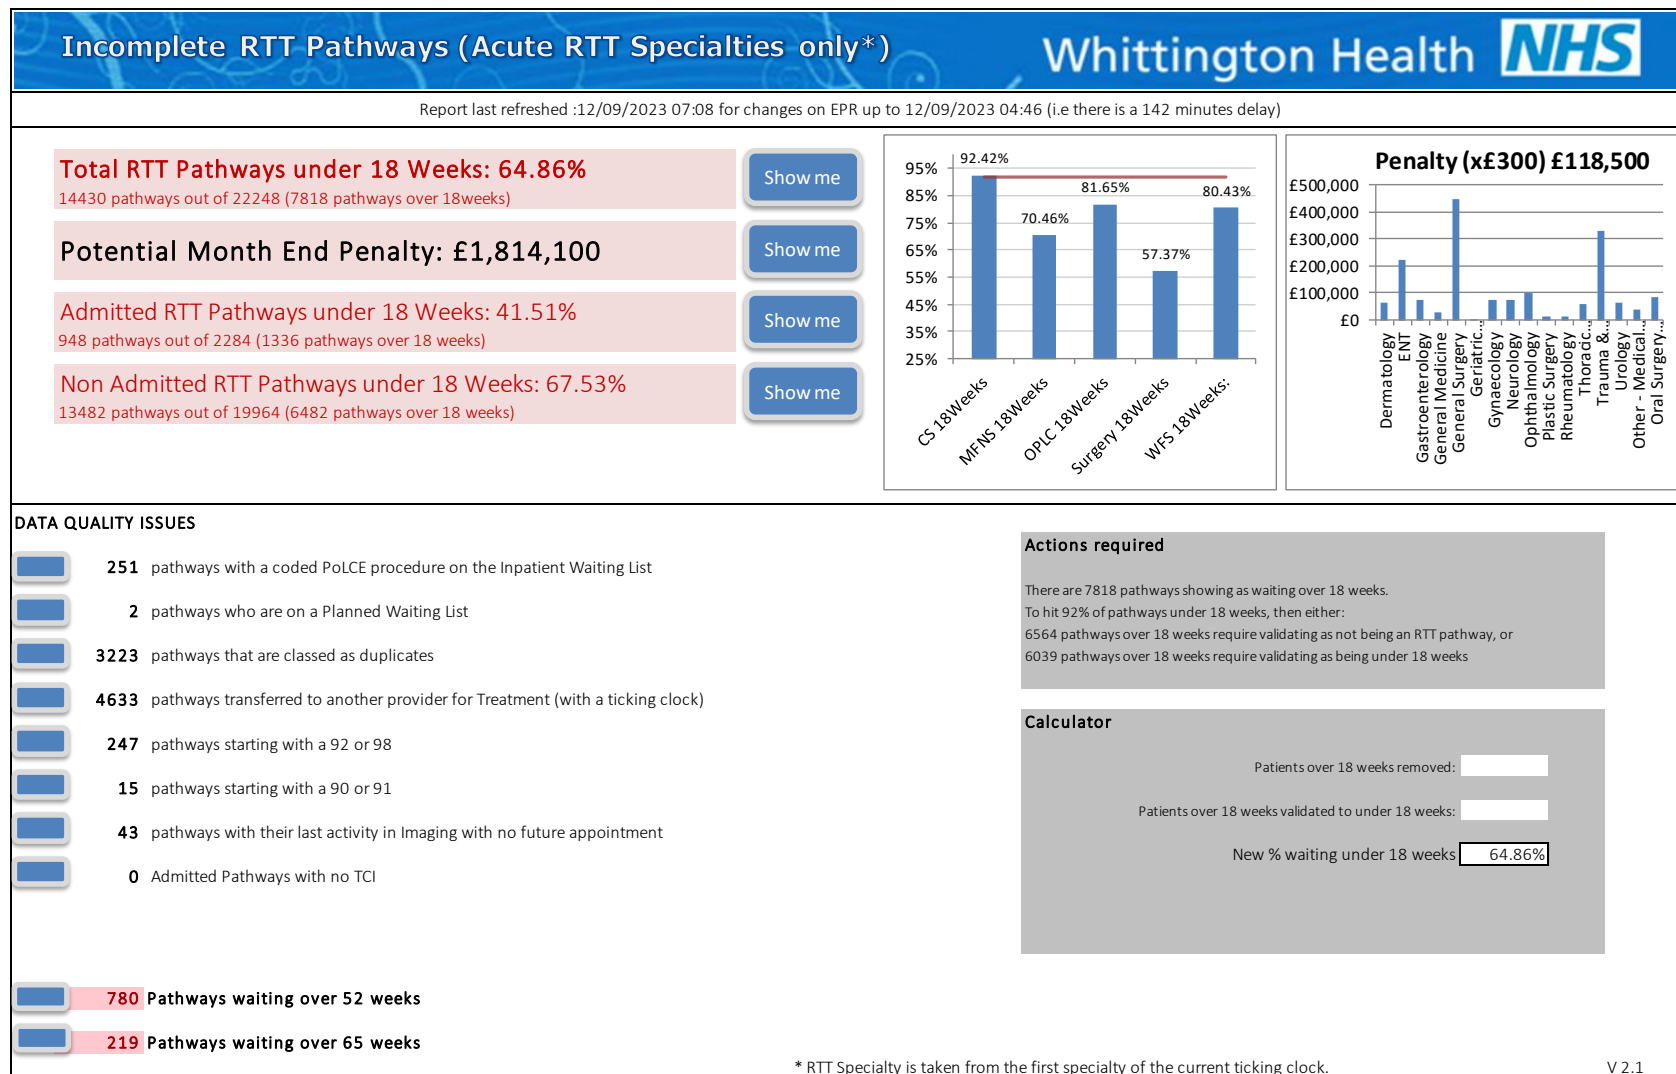 Incomplete RTT Pathways (Acute RTT Specialties only*)
Whittington Health NHS
Report last refreshed :12/09/2023 07:08 for changes on EPR up to 12/09/2023 04:46 (i.e there is a 142 minutes delay)
Total RTT Pathways under 18 Weeks: 64.86%
14430 pathways out of 22248 (7818 pathways over 18weeks)
Show me
Potential Month End Penalty: £1,814,100
Show me
Admitted RTT Pathways under 18 Weeks: 41.51%
948 pathways out of 2284 (1336 pathways over 18 weeks)
Show me
Non Admitted RTT Pathways under 18 Weeks: 67.53%
13482 pathways out of 19964 (6482 pathways over 18 weeks)
Show me
95%
85%
75%
65%
55%
45%
35%
25%
92.42%
70.46%
81.65%
57.37%
80.43%
CS 18Weeks
MFNS 18Weeks
OPLC 18Weeks
Surgery 18Weeks
WFS 18Weeks:
Penalty (x£300) £118,500
£500,000
£400,000
£300,000
£200,000
£100,000
£0
Dermatology
ENT
Gastroenterology
General Medicine
General Surgery
Geriatric...
Gynaecology
Neurology
Ophthalmology
Plastic Surgery
Rheumatology
Thoracic...
Trauma &...
Urology
Other - Medical...
Oral Surgery...
DATA QUALITY ISSUES
251 pathways with a coded PoLCE procedure on the Inpatient Waiting List
2 pathways who are on a Planned Waiting List
3223 pathways that are classed as duplicates
4633 pathways transferred to another provider for Treatment (with a ticking clock)
247 pathways starting with a 92 or 98
15 pathways starting with a 90 or 91
43 pathways with their last activity in Imaging with no future appointment
0 Admitted Pathways with no TCI
780 Pathways waiting over 52 weeks
219 Pathways waiting over 65 weeks
Actions required
There are 7818 pathways showing as waiting over 18 weeks.
To hit 92% of pathways under 18 weeks, then either:
6564 pathways over 18 weeks require validating as not being an RTT pathway, or
6039 pathways over 18 weeks require validating as being under 18 weeks
Calculator
Patients over 18 weeks removed:
Patients over 18 weeks validated to under 18 weeks:
New % waiting under 18 weeks 64.86%
* RTT Specialty is taken from the first specialty of the current ticking clock.
V 2.1